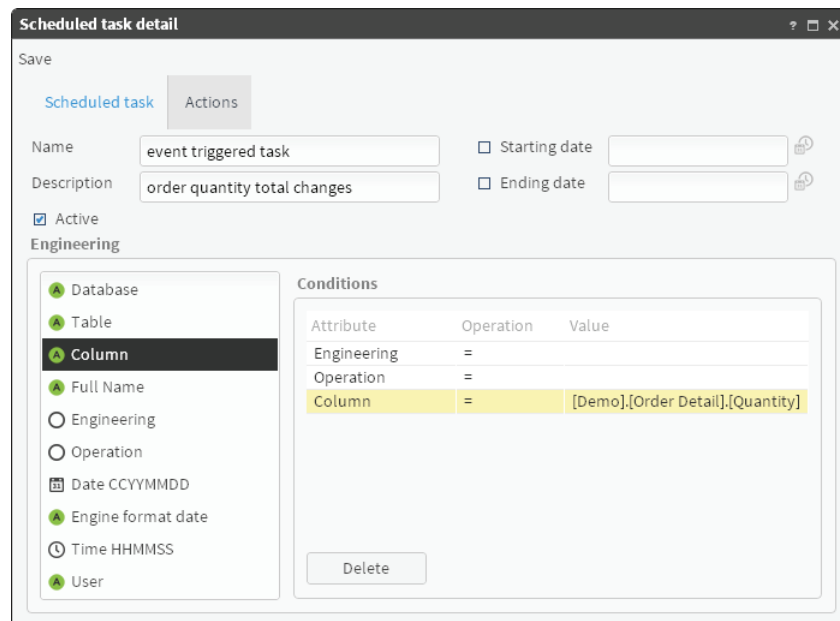 Scheduled task detail
?
Save
Scheduled task Actions
Name event triggered task Starting date
Description order quantity total changes Ending date
Active
Engineering
A Database
A Table
A Column
A Full Name
Engineering
Operation
31 Date CCYYMMDD
A Engine format date
Time HHMMSS
A User
Conditions
Attribute Operation Value
Engineering =
Operation =
Column = [Demo].[Order Detail].[Quantity]
Delete